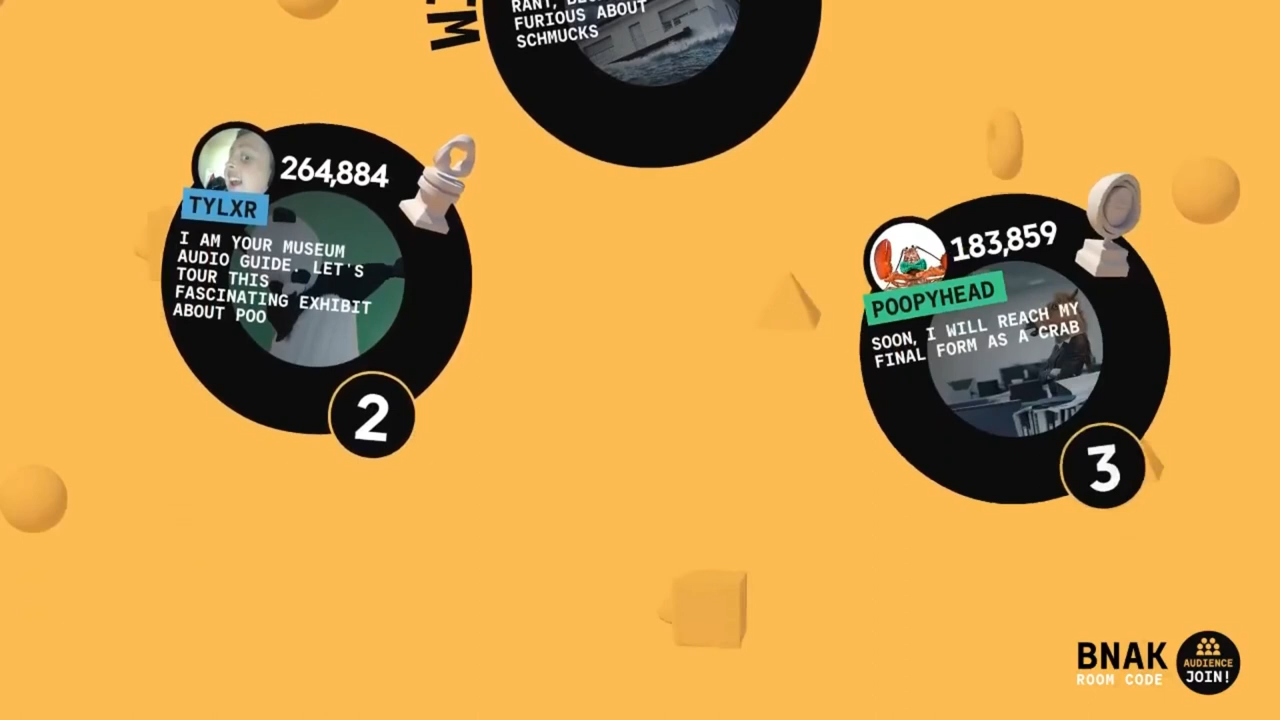 FURIOUS ABOUT
SCHMUCKS
264,884
TYLXR
I AM YOUR MUSEUM
AUDIO GUIDE. LET'S
TOUR THIS
FASCINATING EXHIBIT
ABOUT POO
2
183,859
POOPYHEAD
SOON, I WILL REACH MY
FINAL FORM AS A CRAB
3
BNAK
ROOM CODE
AUDIENCE
JOIN!